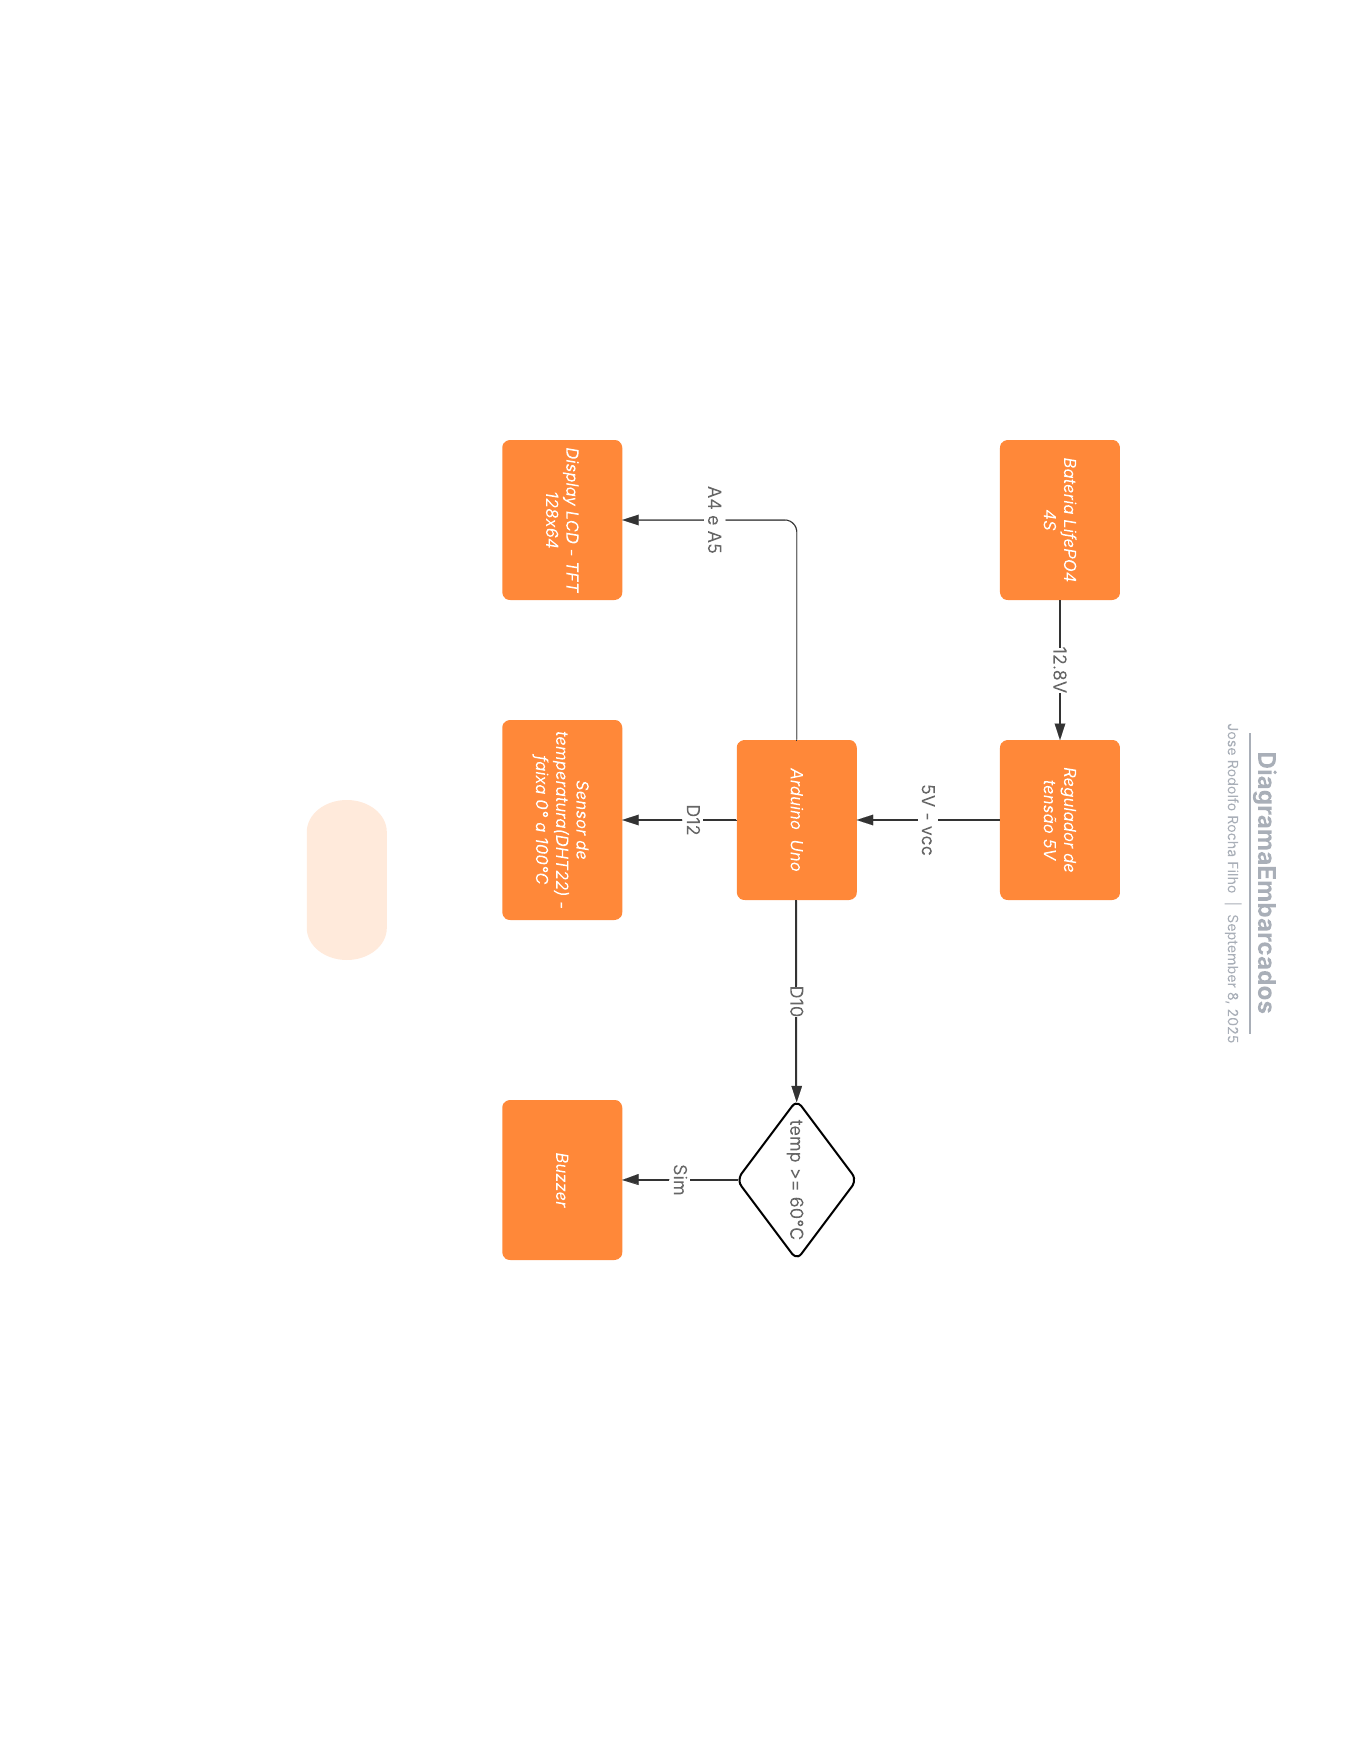 DiagramaEmbarcados
Jose Rodolfo Rocha Filho | September 8, 2025
Bateria LifePO4
4S
12.8V
Regulador de
tensão 5V
5V - vcc
Arduino Uno
D10
temp >= 60°C
A4 e A5
D12
Sim
Display LCD - TFT
128x64
Sensor de
temperatura(DHT22) -
faixa 0° a 100°C
Buzzer